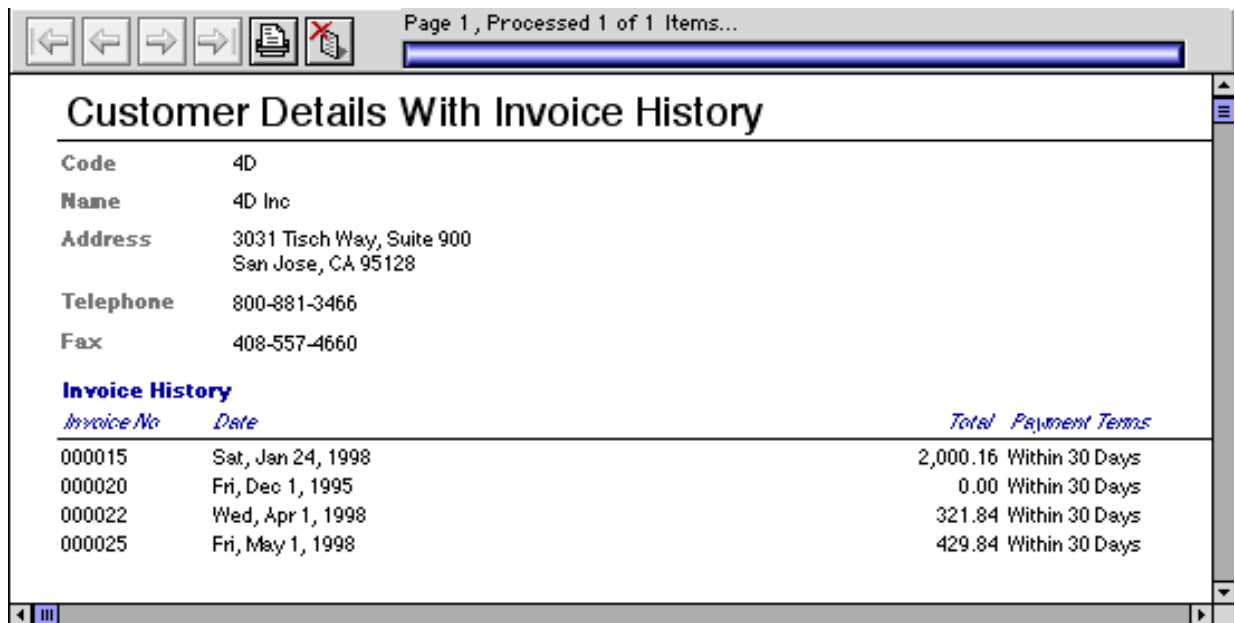 Page 1, Processed 1 of 1 Items...
Customer Details With Invoice History
Code 4D
Name 4D Inc
Address 3031 Tisch Way, Suite 900
San Jose, CA 95128
Telephone 800-881-3466
Fax 408-557-4660
Invoice History
Invoice No Date Total Payment Terms
000015 Sat, Jan 24, 1998 2,000.16 Within 30 Days
000020 Fri, Dec 1, 1995 0.00 Within 30 Days
000022 Wed, Apr 1, 1998 321.84 Within 30 Days
000025 Fri, May 1, 1998 429.84 Within 30 Days